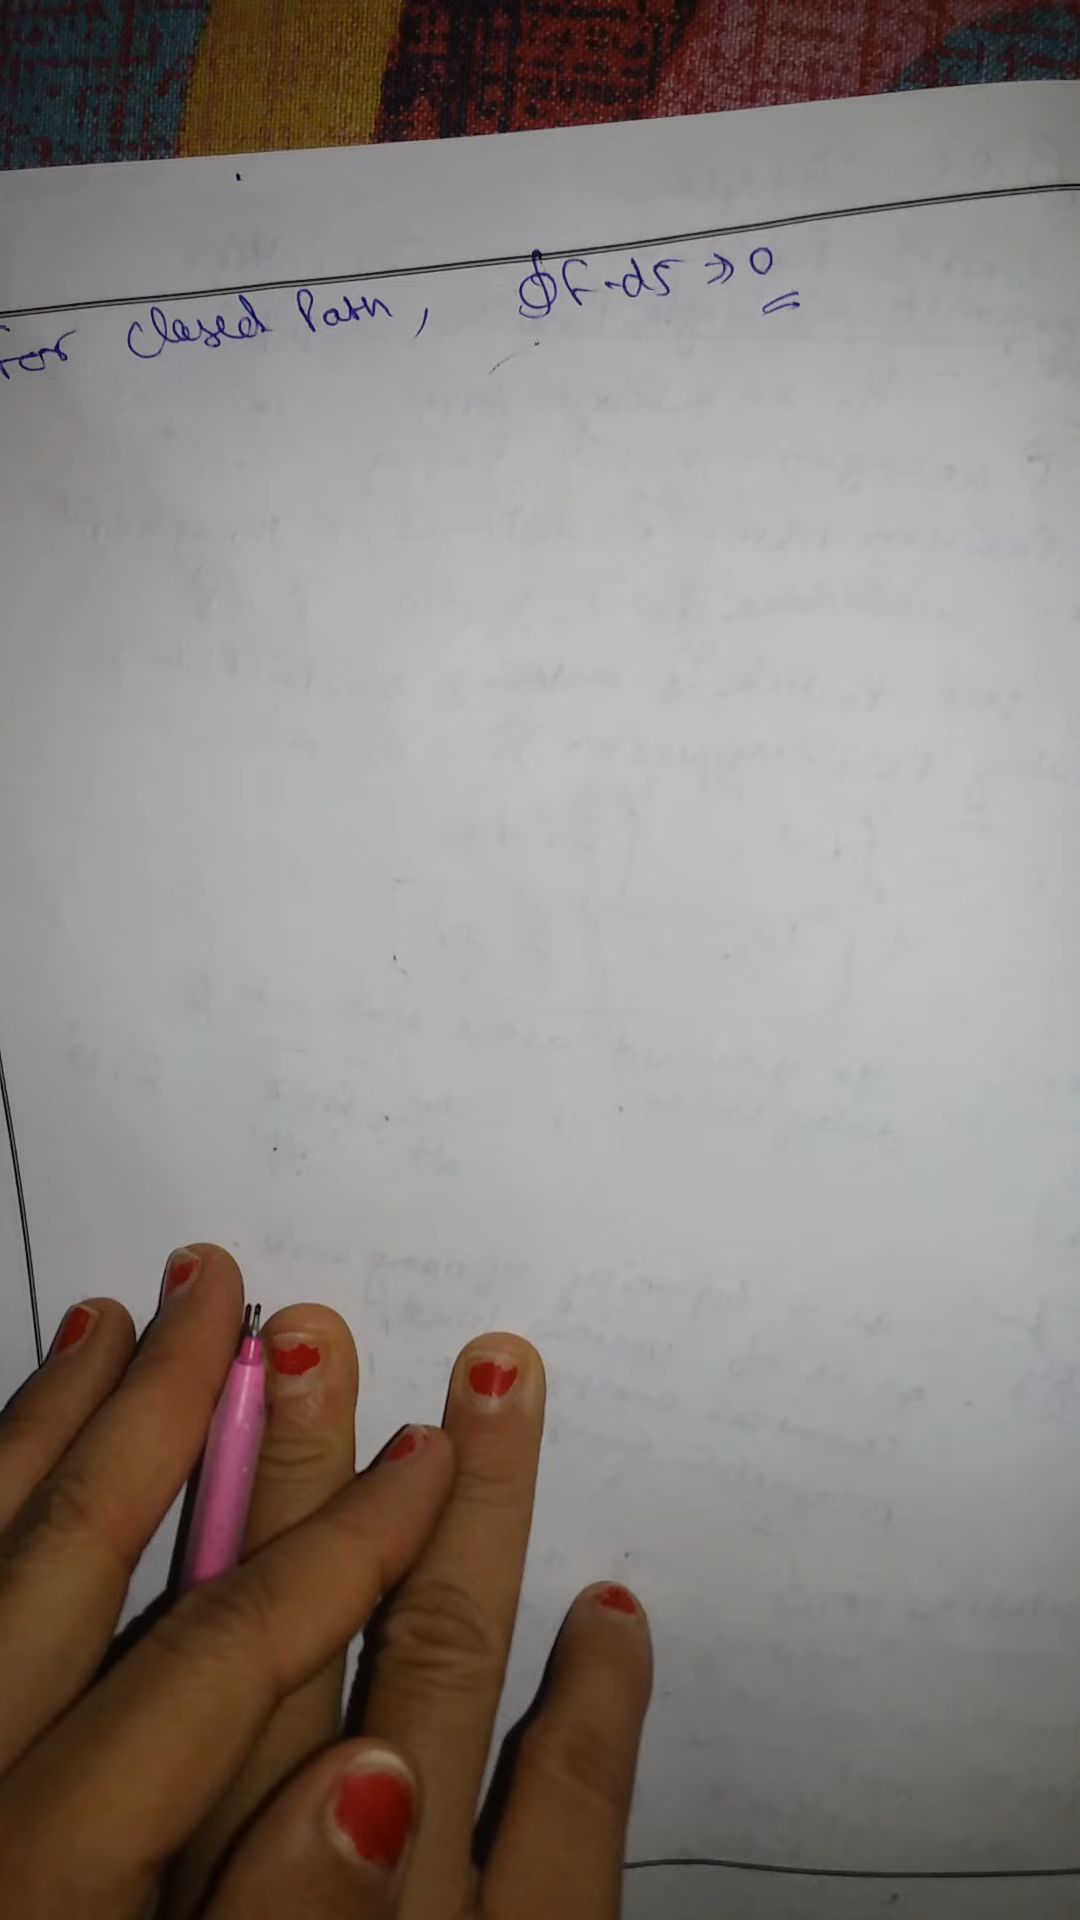 For Closed Path, ∮F.ds => 0